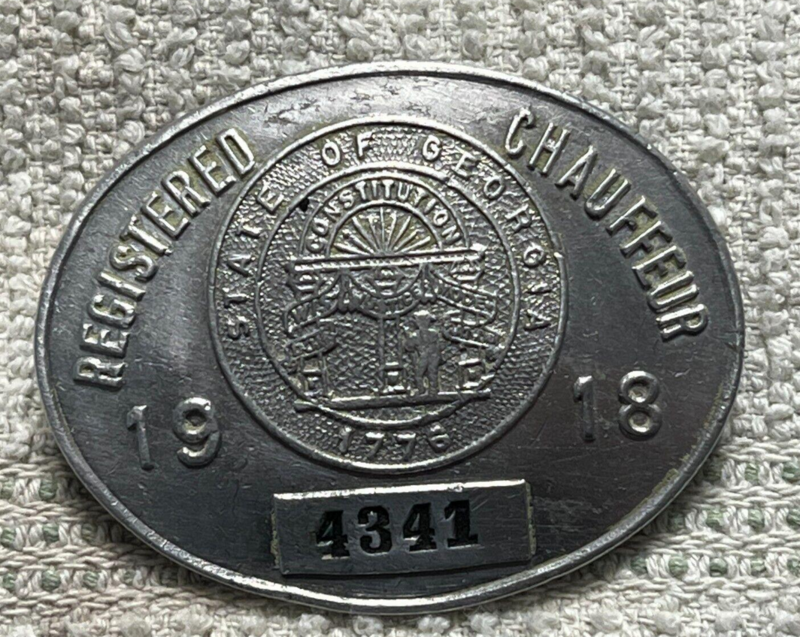 REGISTERED CHAUFFEUR
STATE OF GEORGIA
CONSTITUTION
1776
19 18
4341